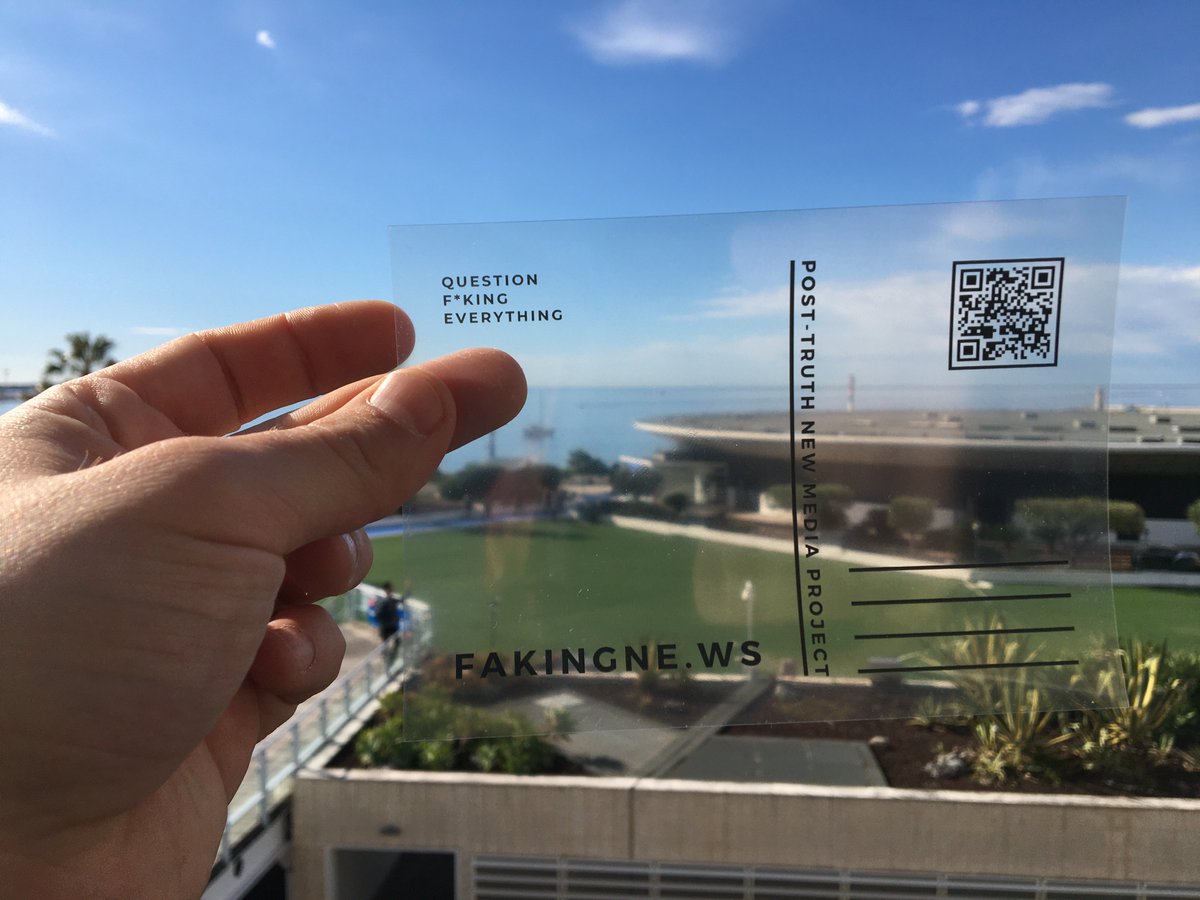 QUESTION
F*KING
EVERYTHING
FAKINGNE.WS
POST-TRUTH NEW MEDIA PROJECT